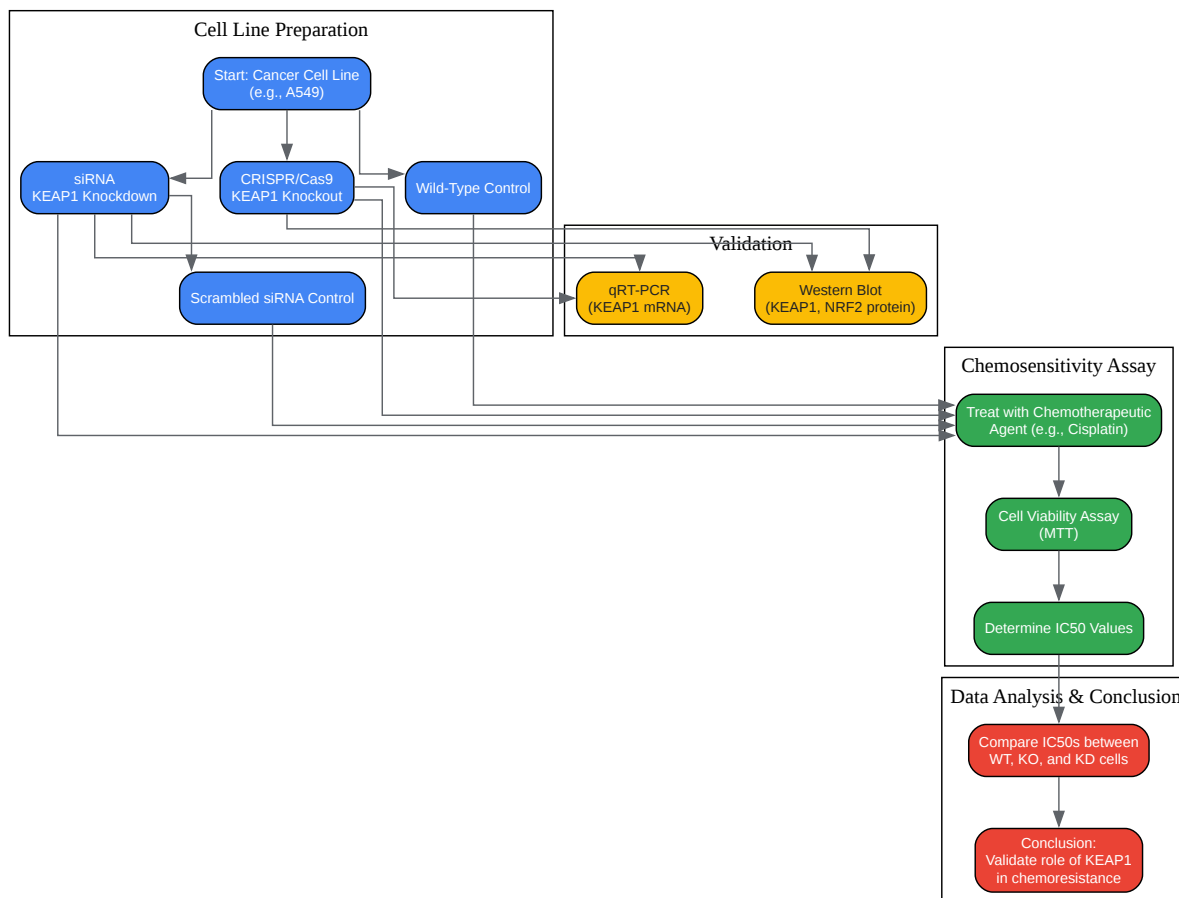 Cell Line Preparation
Start: Cancer Cell Line
(e.g., A549)
siRNA
KEAP1 Knockdown
CRISPR/Cas9
KEAP1 Knockout
Wild-Type Control
Scrambled siRNA Control
Validation
qRT-PCR
(KEAP1 mRNA)
Western Blot
(KEAP1, NRF2 protein)
Chemosensitivity Assay
Treat with Chemotherapeutic
Agent (e.g., Cisplatin)
Cell Viability Assay
(MTT)
Determine IC50 Values
Data Analysis & Conclusion
Compare IC50s between
WT, KO, and KD cells
Conclusion:
Validate role of KEAP1
in chemoresistance